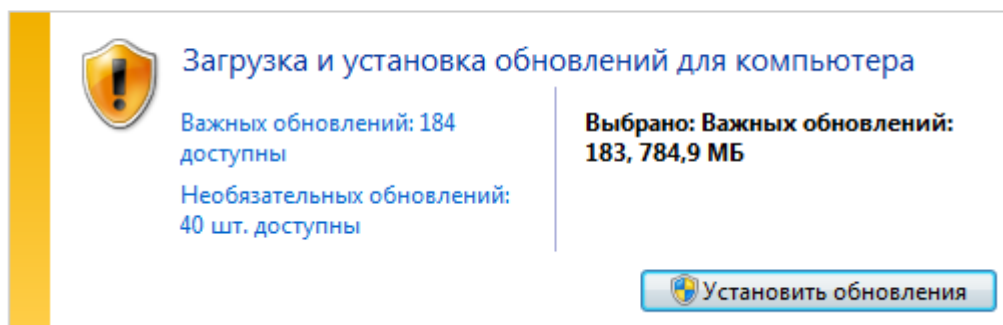 Загрузка и установка обновлений для компьютера
Важных обновлений: 184
доступны
Необязательных обновлений:
40 шт. доступны
Выбрано: Важных обновлений:
183, 784,9 МБ
Установить обновления